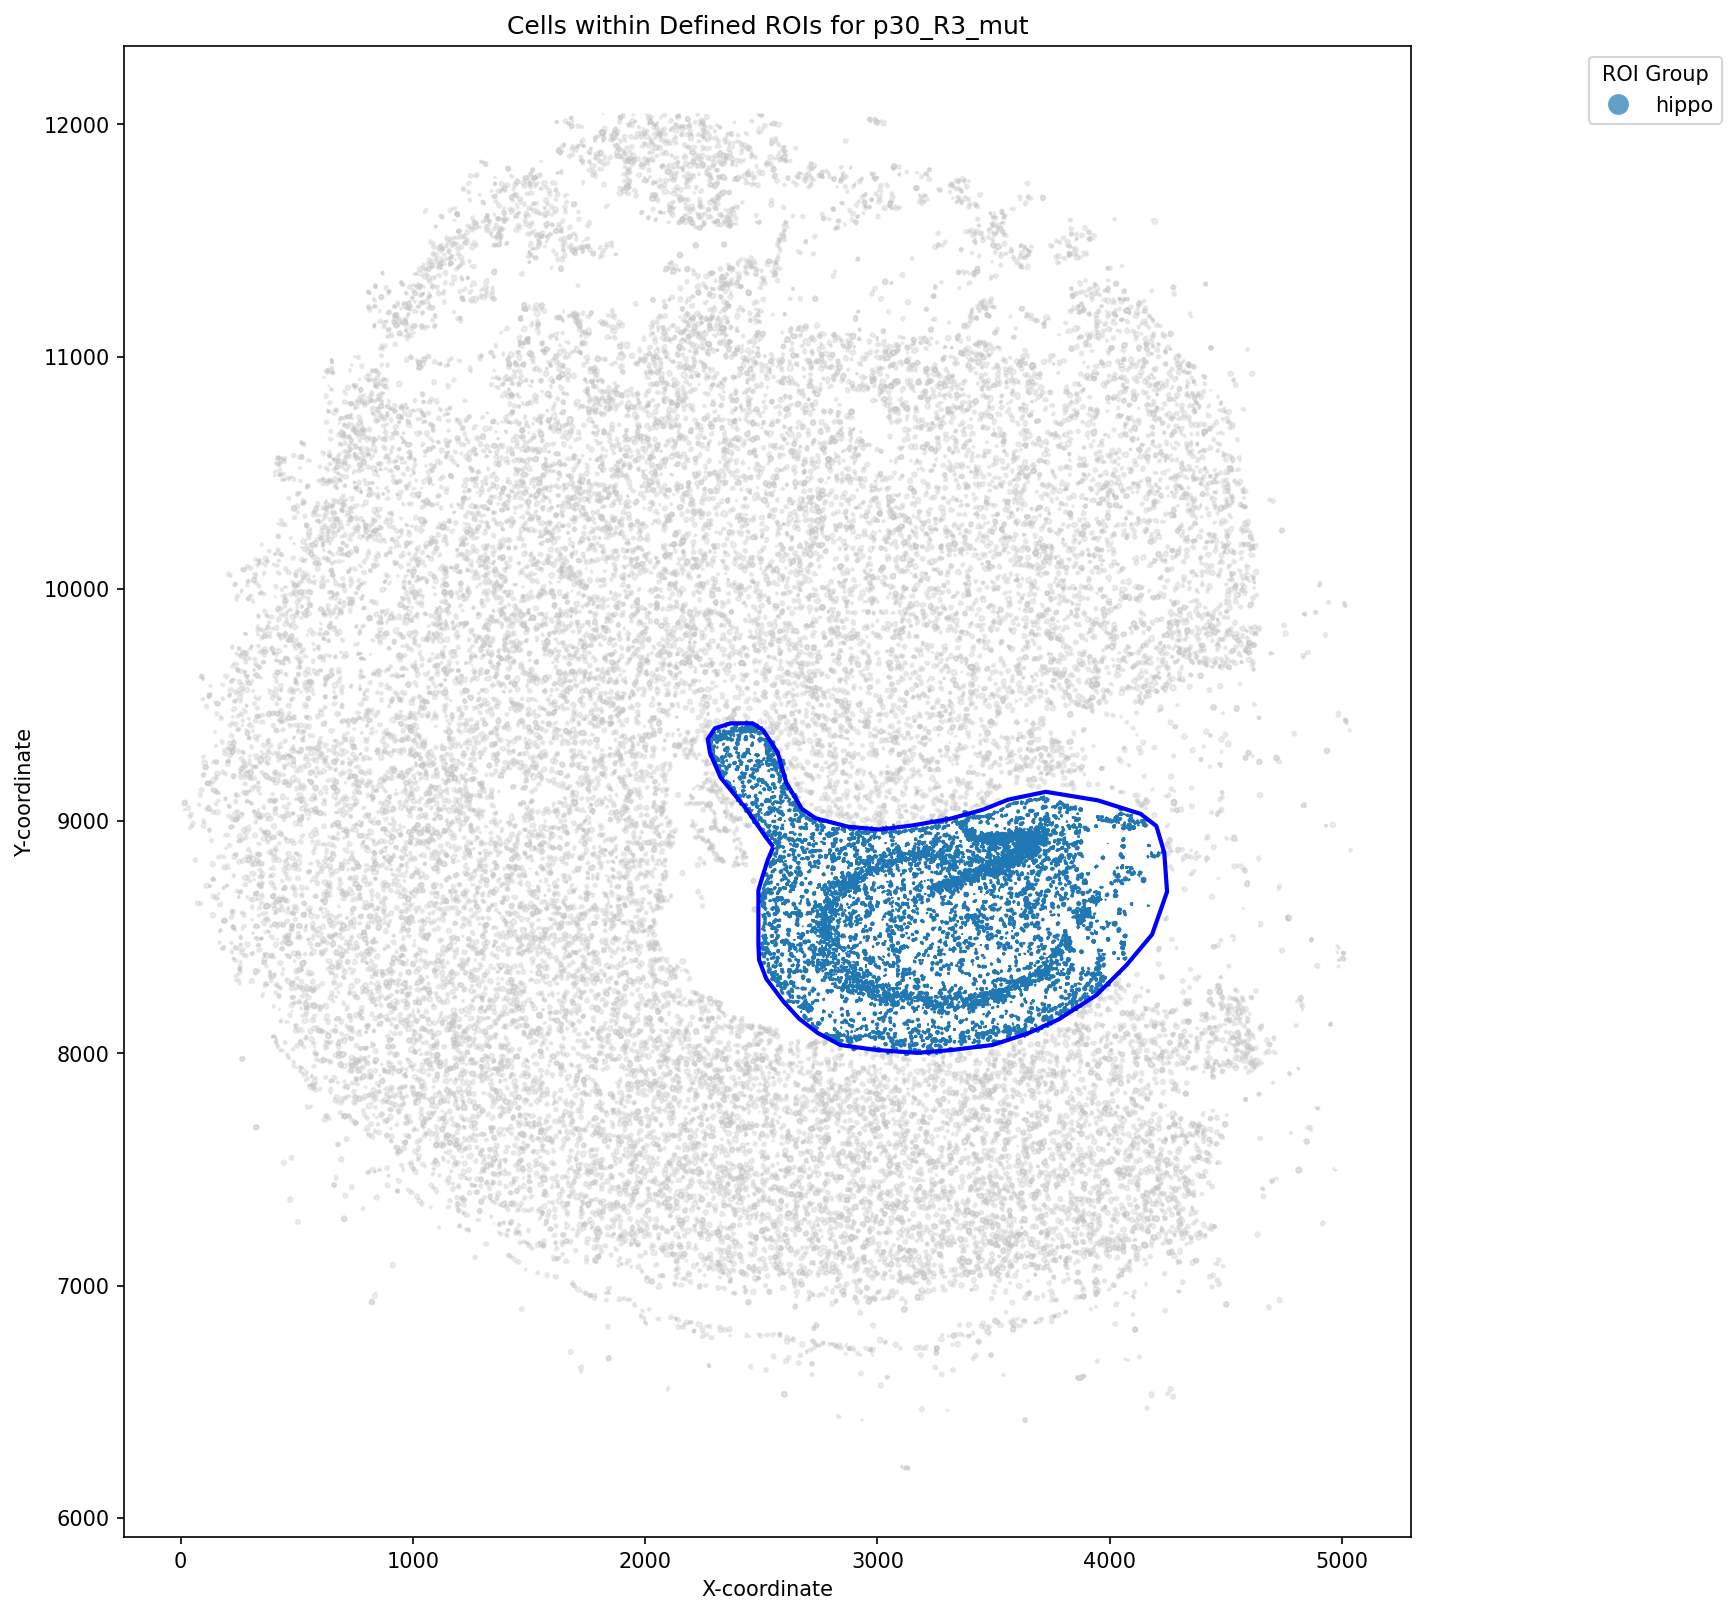 Cells within Defined ROIs for p30_R3_mut
ROI Group
hippo
12000
11000
10000
9000
8000
7000
6000
Y-coordinate
0 1000 2000 3000 4000 5000
X-coordinate